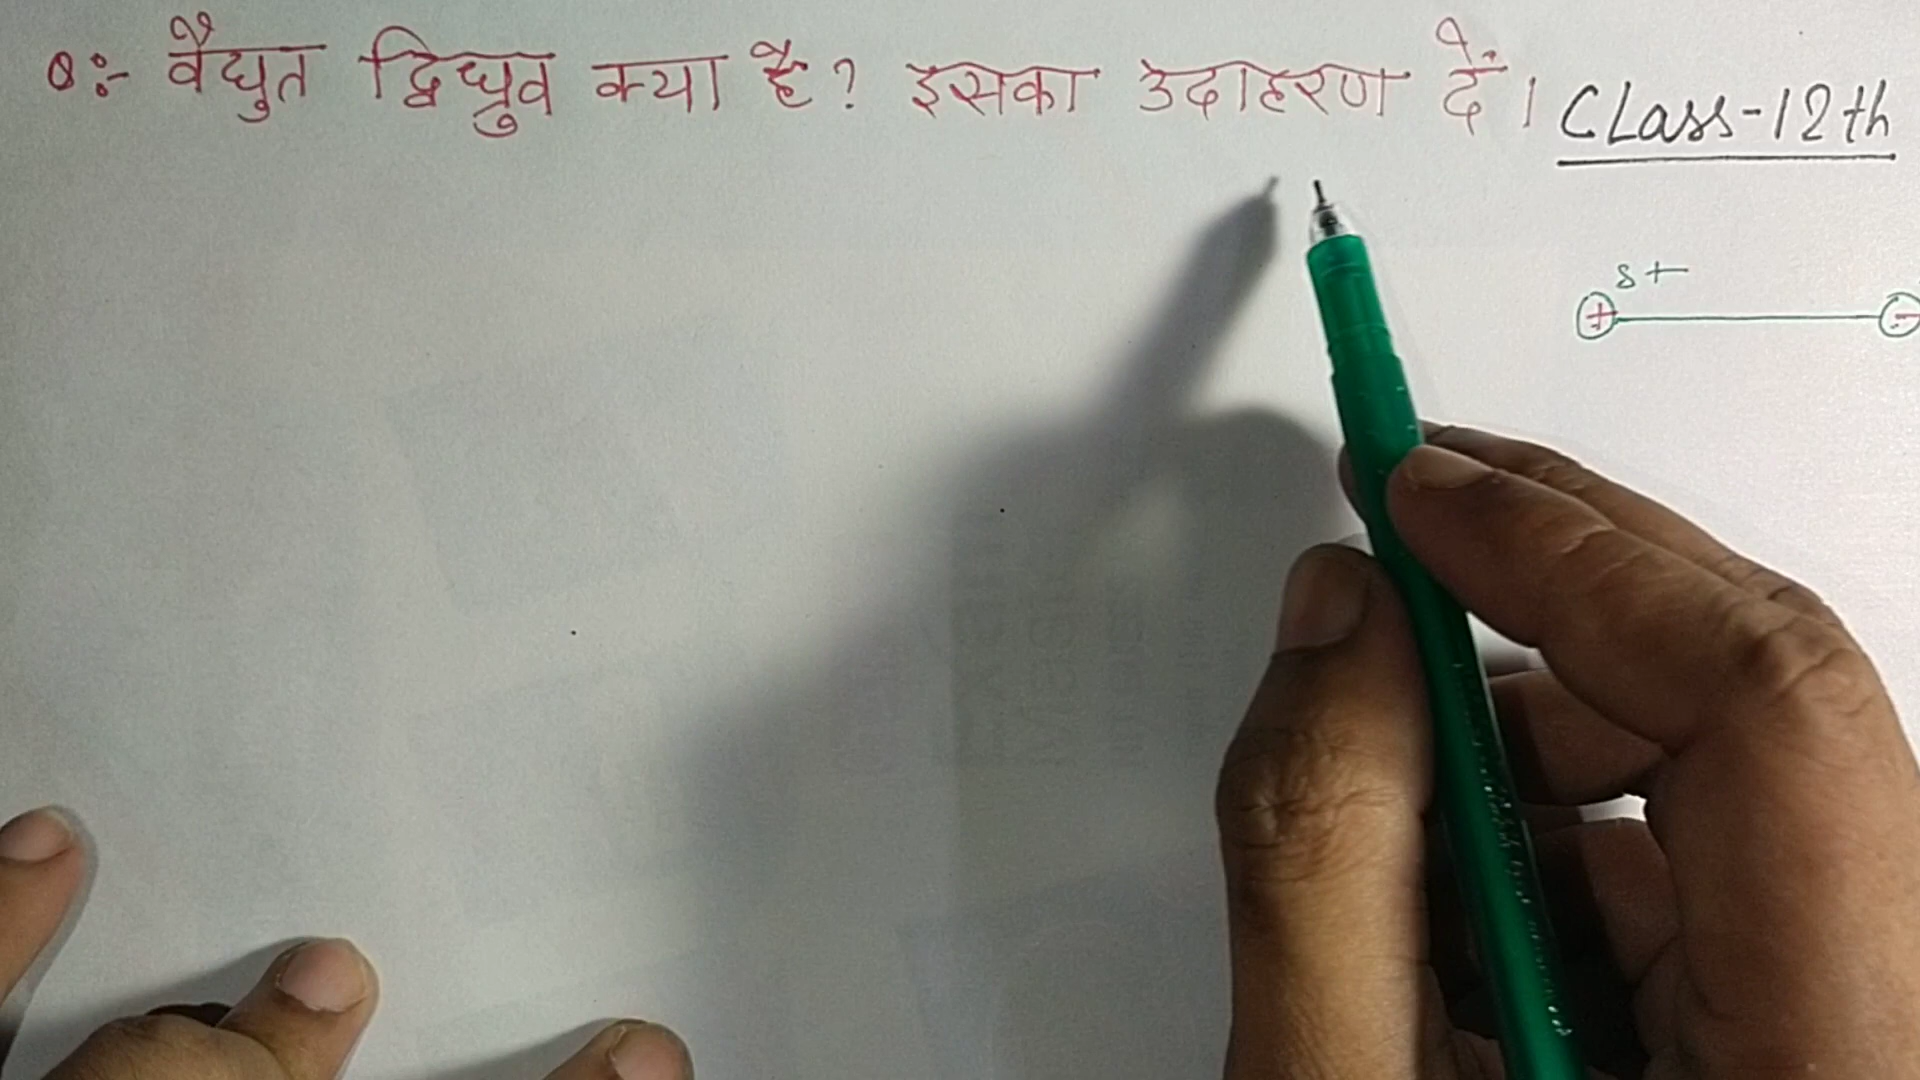 Q:- वैद्युत द्विध्रुव क्या है? इसका उदाहरण दें।
CLass-12th
δ+
+ -